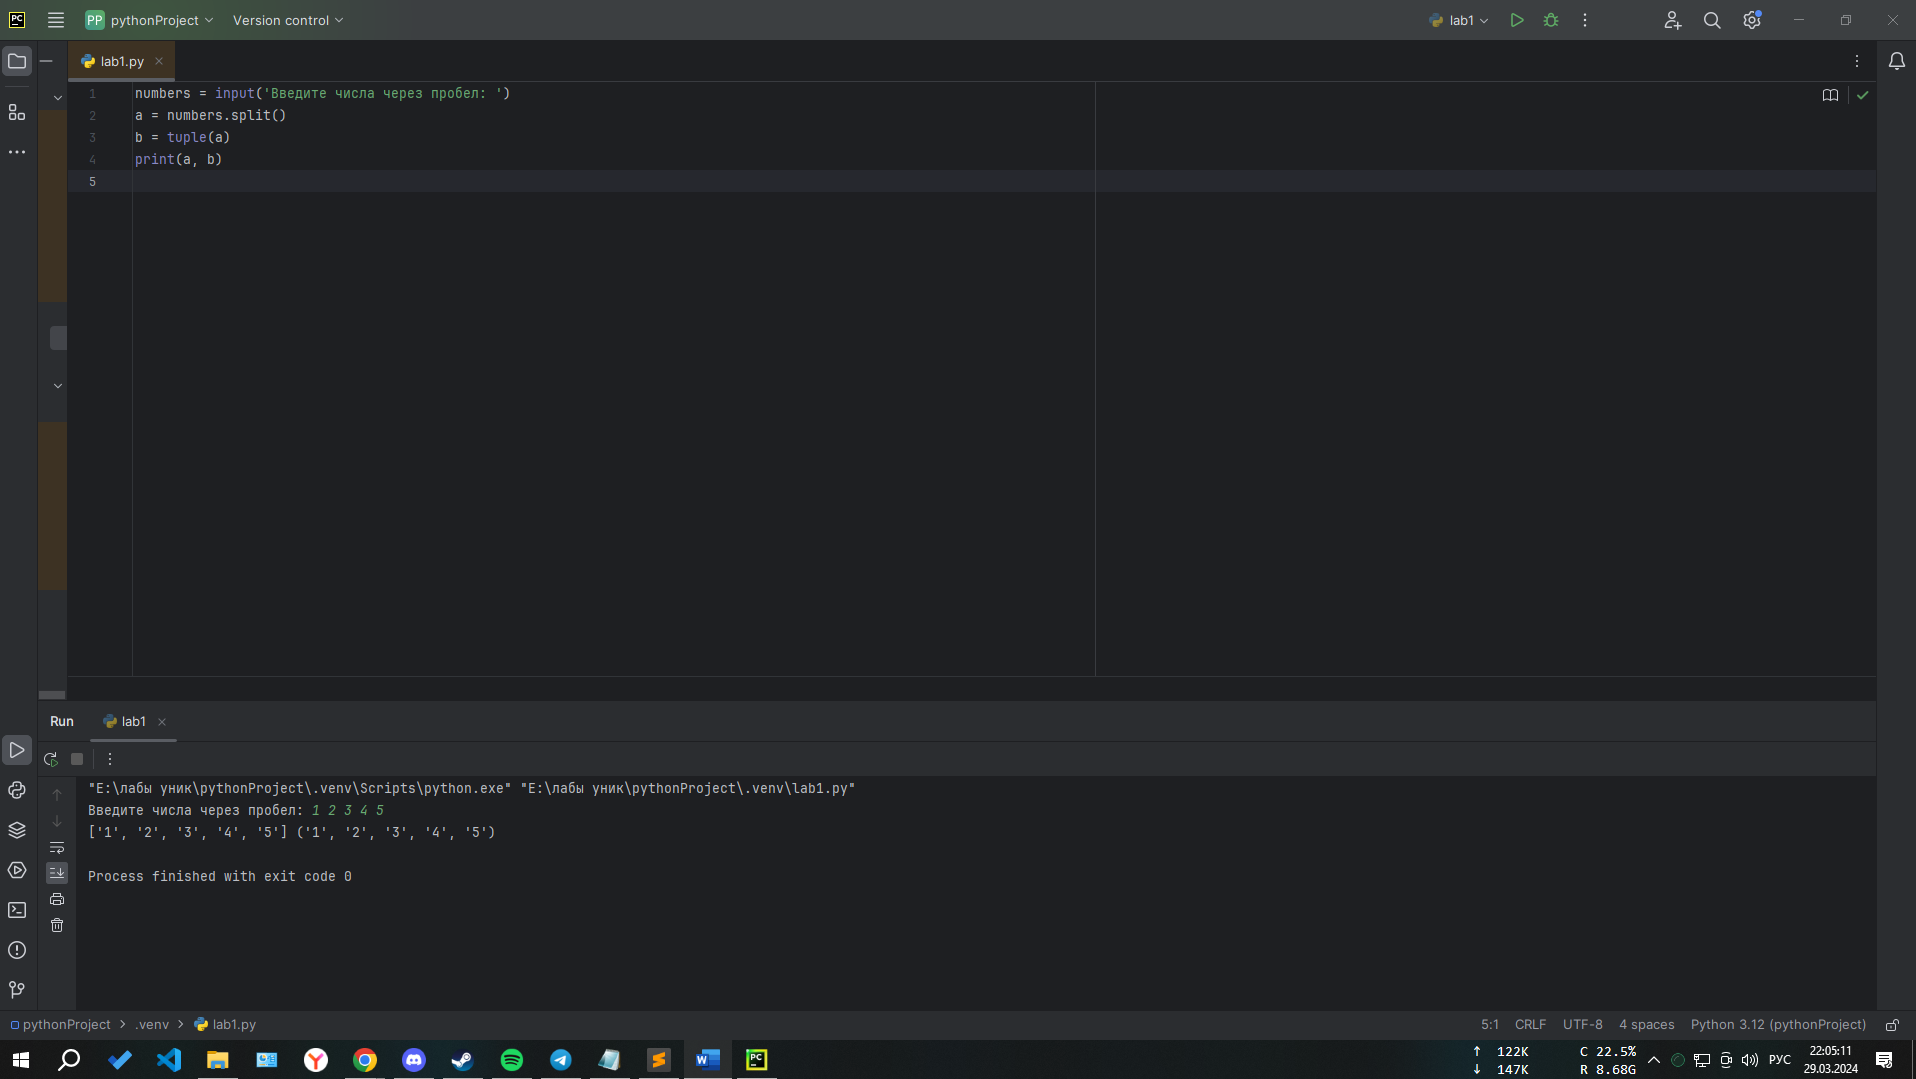 PC PP pythonProject Version control lab1
lab1.py
1 numbers = input('Введите числа через пробел: ')
2 a = numbers.split()
3 b = tuple(a)
4 print(a, b)
5
Run lab1
"E:\лабы уник\pythonProject\.venv\Scripts\python.exe" "E:\лабы уник\pythonProject\.venv\lab1.py"
Введите числа через пробел: 1 2 3 4 5
['1', '2', '3', '4', '5'] ('1', '2', '3', '4', '5')
Process finished with exit code 0
pythonProject > .venv > lab1.py 5:1 CRLF UTF-8 4 spaces Python 3.12 (pythonProject)
↑ 122K C 22.5% 22:05:11
↓ 147K R 8.68G РУС 29.03.2024